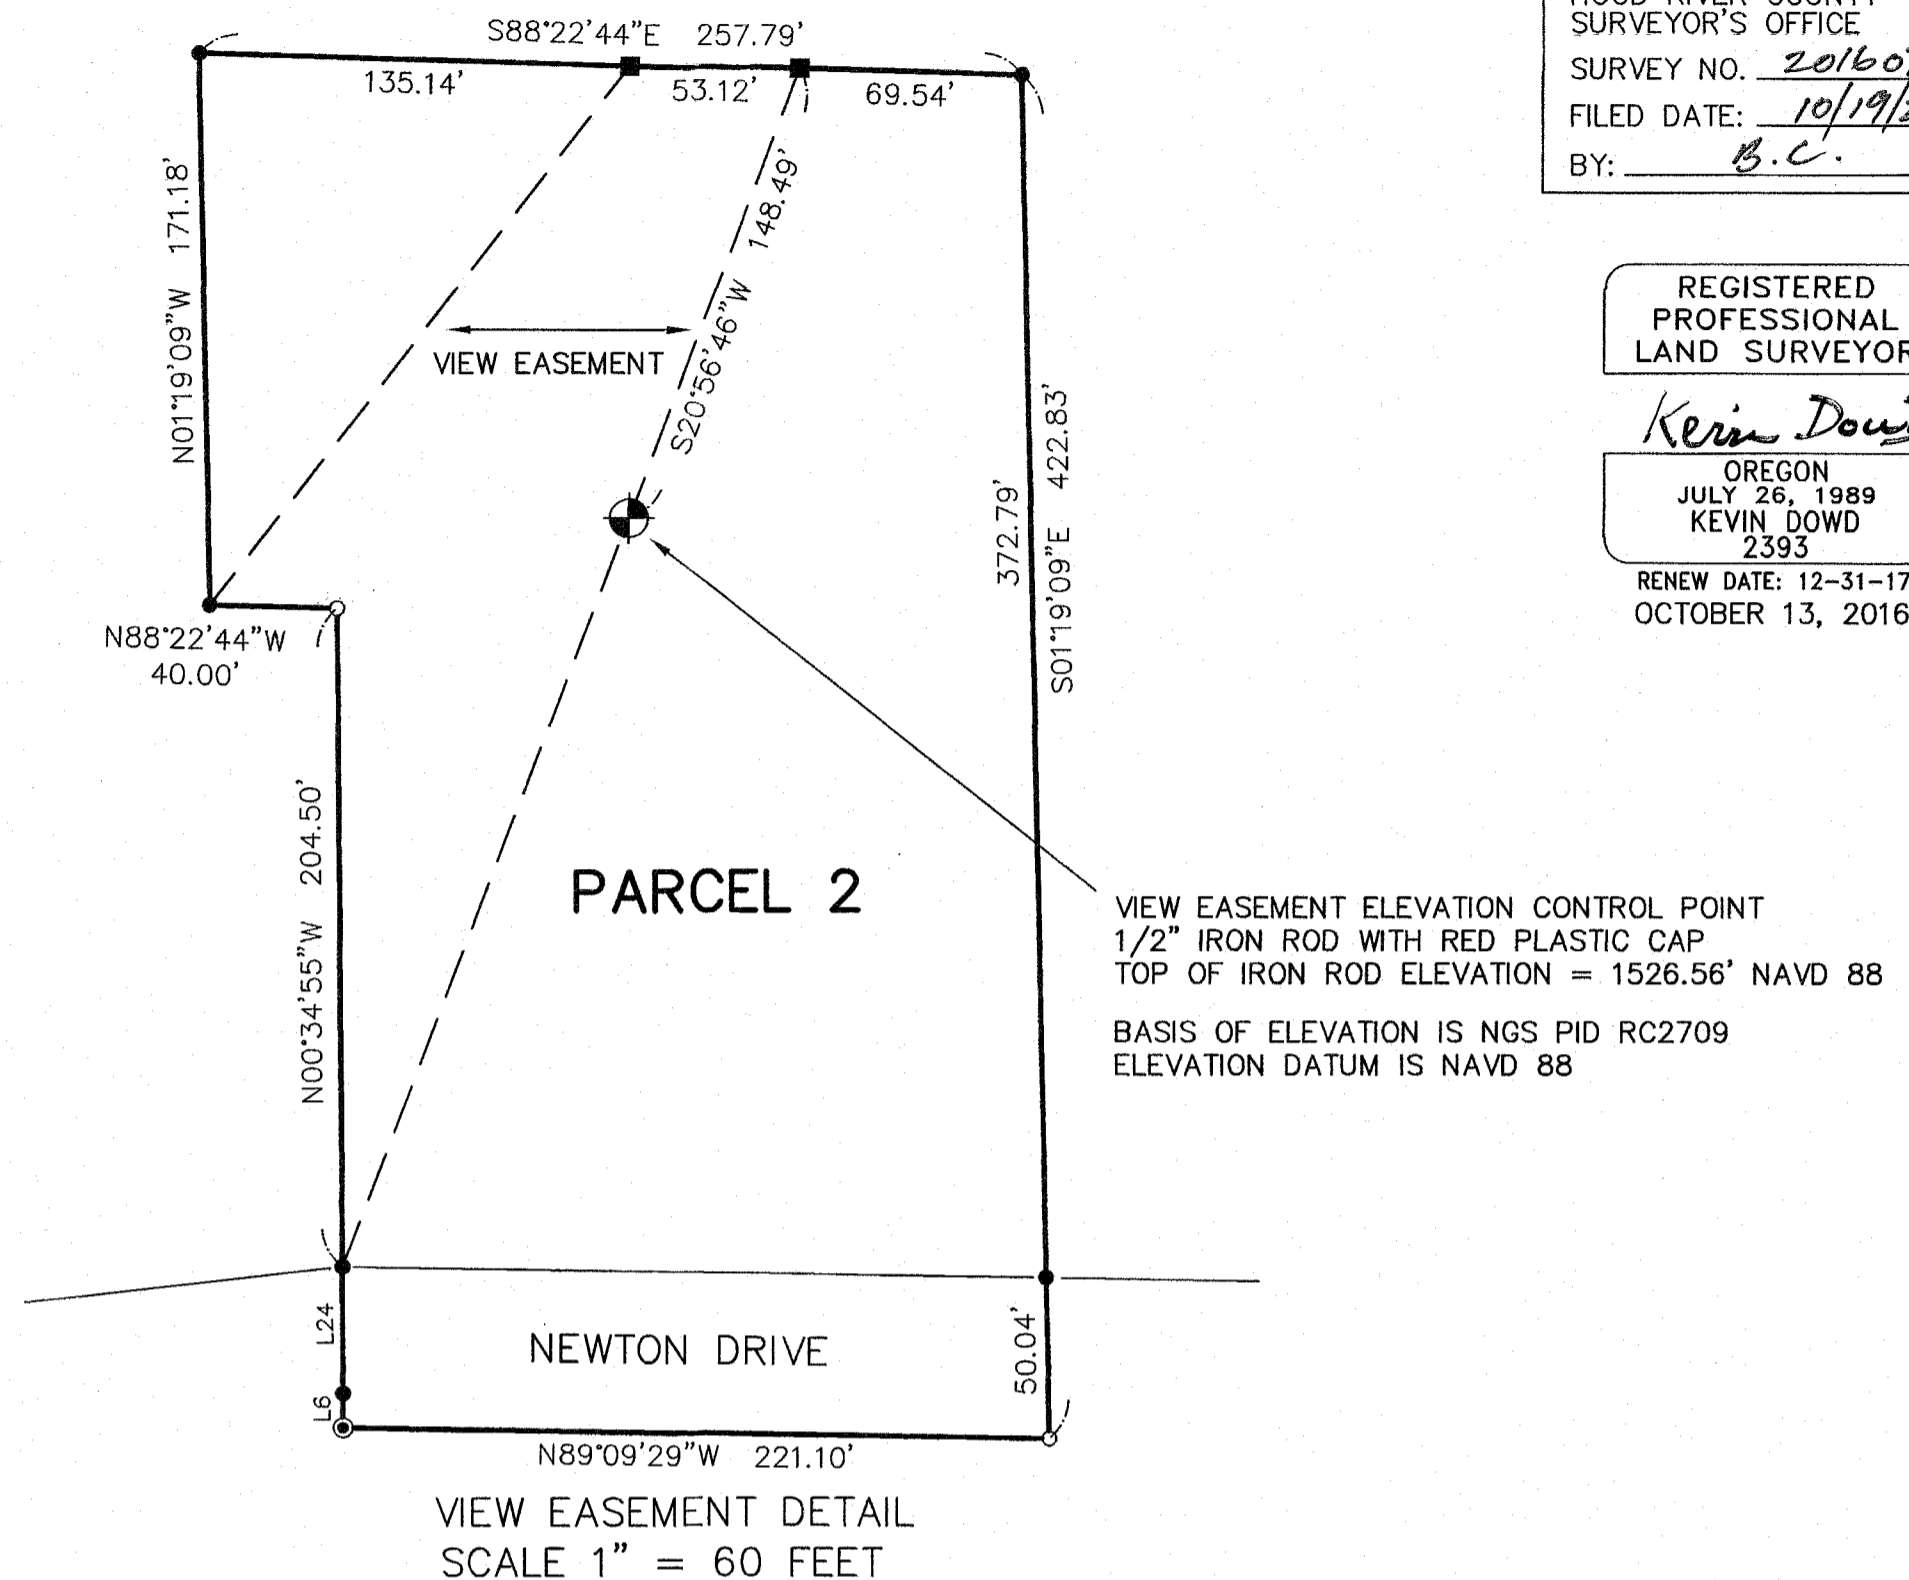 SURVEYOR'S OFFICE
SURVEY NO.
FILED DATE: 10/19/
BY: B.C.
REGISTERED
PROFESSIONAL
LAND SURVEYOR
Kevin Dowd
OREGON
JULY 26, 1989
KEVIN DOWD
2393
RENEW DATE: 12-31-17
OCTOBER 13, 2016
S88°22'44"E 257.79'
135.14'
53.12'
69.54'
N01°19'09"W 171.18'
S20°56'46"W 148.49'
VIEW EASEMENT
372.79'
S01°19'09"E 422.83'
N88°22'44"W
40.00'
N00°34'55"W 204.50'
PARCEL 2
VIEW EASEMENT ELEVATION CONTROL POINT
1/2" IRON ROD WITH RED PLASTIC CAP
TOP OF IRON ROD ELEVATION = 1526.56' NAVD 88
BASIS OF ELEVATION IS NGS PID RC2709
ELEVATION DATUM IS NAVD 88
L24
L6
NEWTON DRIVE
50.04'
N89°09'29"W 221.10'
VIEW EASEMENT DETAIL
SCALE 1" = 60 FEET